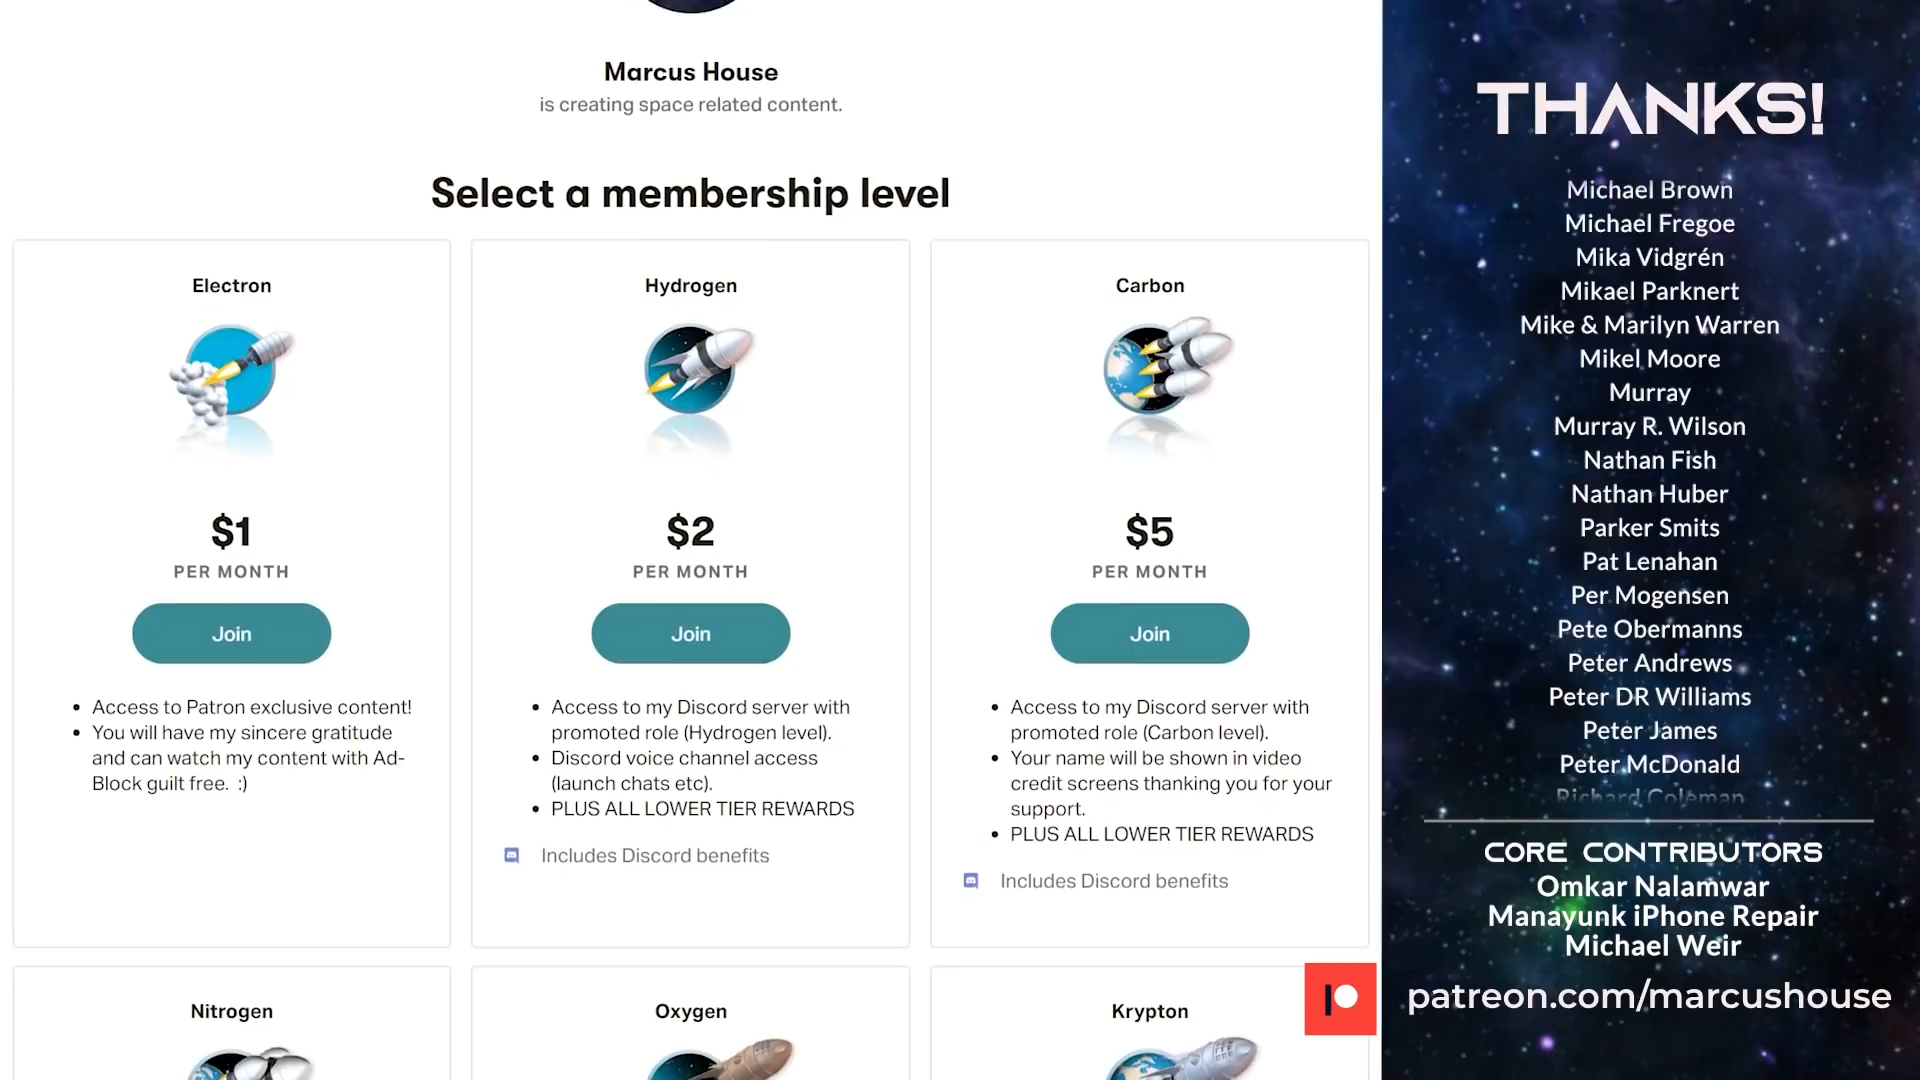 Marcus House
is creating space related content.
Select a membership level
Electron
$1
PER MONTH
Join
• Access to Patron exclusive content!
• You will have my sincere gratitude
and can watch my content with Ad-
Block guilt free. :)
Hydrogen
$2
PER MONTH
Join
• Access to my Discord server with
promoted role (Hydrogen level).
• Discord voice channel access
(launch chats etc).
• PLUS ALL LOWER TIER REWARDS
Includes Discord benefits
Carbon
$5
PER MONTH
Join
• Access to my Discord server with
promoted role (Carbon level).
• Your name will be shown in video
credit screens thanking you for your
support.
• PLUS ALL LOWER TIER REWARDS
Includes Discord benefits
Nitrogen
Oxygen
Krypton
THANKS!
Michael Brown
Michael Fregoe
Mika Vidgrén
Mikael Parknert
Mike & Marilyn Warren
Mikel Moore
Murray
Murray R. Wilson
Nathan Fish
Nathan Huber
Parker Smits
Pat Lenahan
Per Mogensen
Pete Obermanns
Peter Andrews
Peter DR Williams
Peter James
Peter McDonald
Richard Coleman
CORE CONTRIBUTORS
Omkar Nalamwar
Manayunk iPhone Repair
Michael Weir
patreon.com/marcushouse